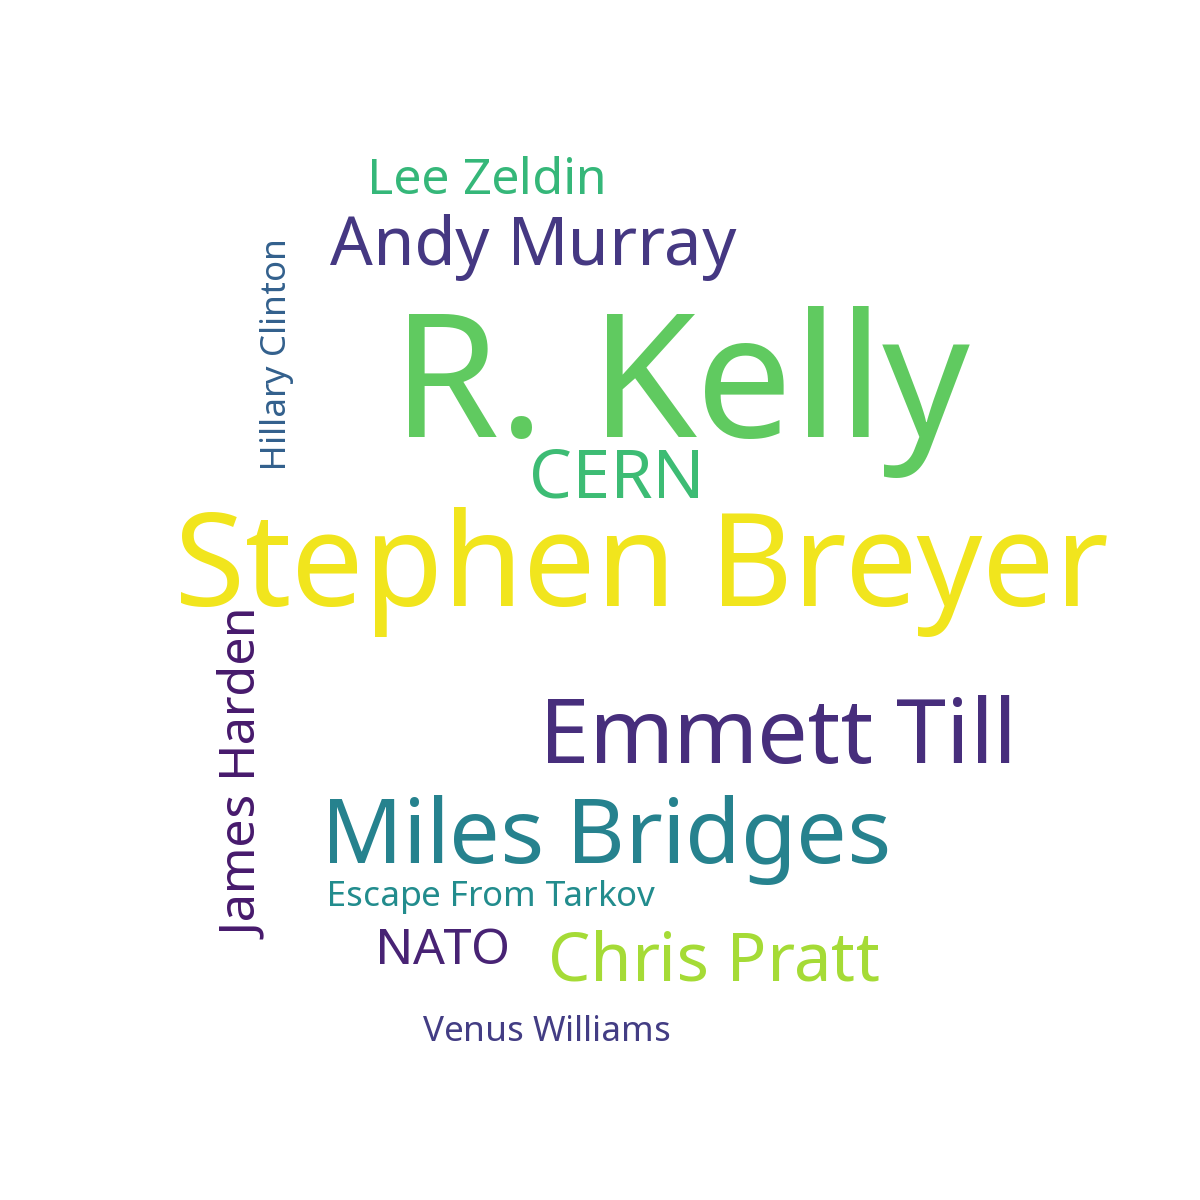 Lee Zeldin
Andy Murray
Hillary Clinton
R. Kelly
CERN
Stephen Breyer
James Harden
Emmett Till
Miles Bridges
Escape From Tarkov
NATO
Chris Pratt
Venus Williams